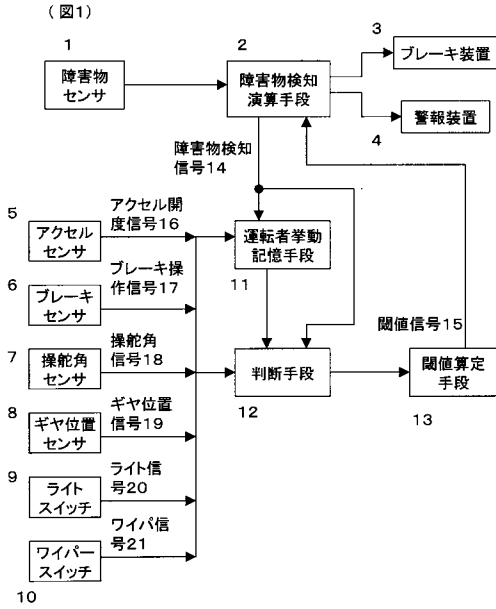 (図1)
1
障害物
センサ
2
障害物検知
演算手段
3
ブレーキ装置
4
警報装置
障害物検知
信号14
5
アクセル
センサ
アクセル開
度信号16
運転者挙動
記憶手段
11
6
ブレーキ
センサ
ブレーキ操
作信号17
閾値信号15
7
操舵角
センサ
操舵角
信号18
判断手段
12
閾値算定
手段
13
8
ギヤ位置
センサ
ギヤ位置
信号19
9
ライト
スイッチ
ライト信
号20
ワイパー
スイッチ
10
ワイパ信
号21